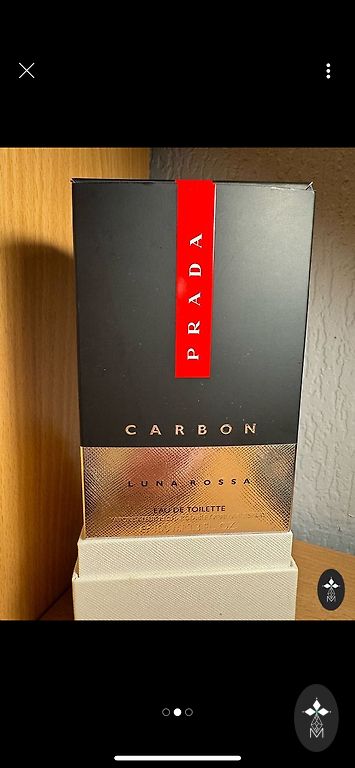 PRADA
CARBON
LUNA ROSSA
EAU DE TOILETTE
M
M